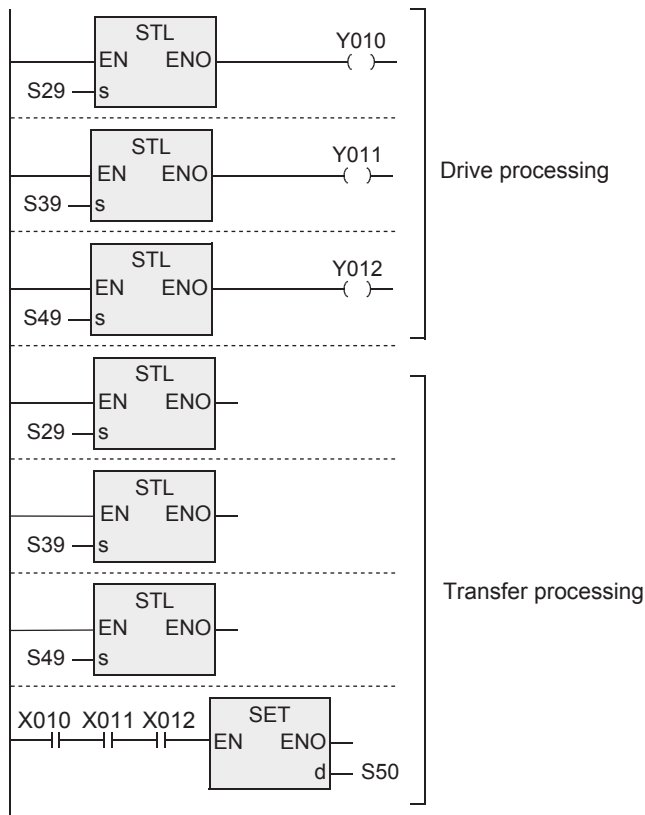 STL
Y010
EN ENO
S29 s
STL
Y011
EN ENO
S39 s
Drive processing
STL
Y012
EN ENO
S49 s
STL
EN ENO
S29 s
STL
EN ENO
S39 s
STL
EN ENO
S49 s
Transfer processing
X010 X011 X012 SET
EN ENO
d S50